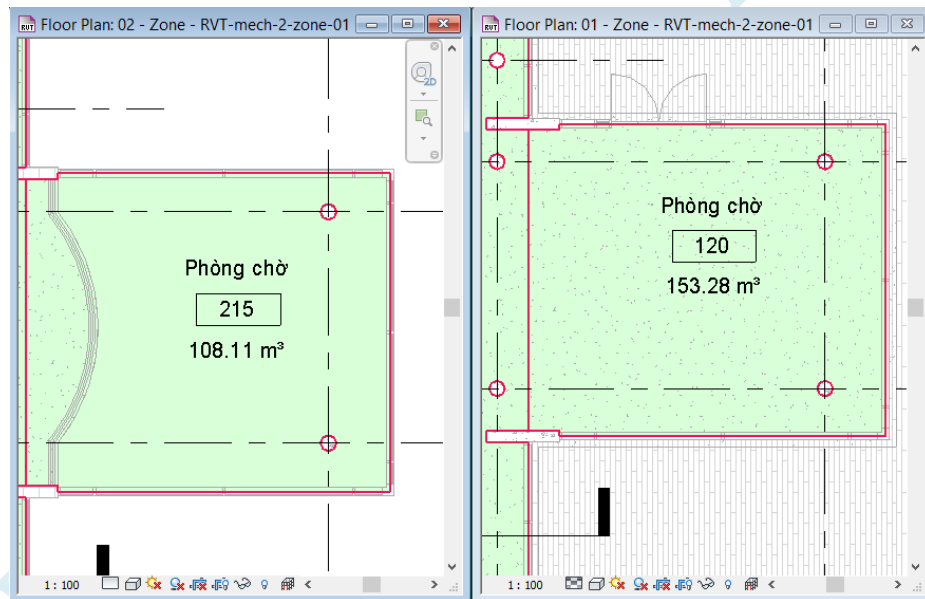 Floor Plan: 02 - Zone - RVT-mech-2-zone-01
2D
Phòng chờ
215
108.11 m³
1 : 100
Floor Plan: 01 - Zone - RVT-mech-2-zone-01
Phòng chờ
120
153.28 m³
1 : 100